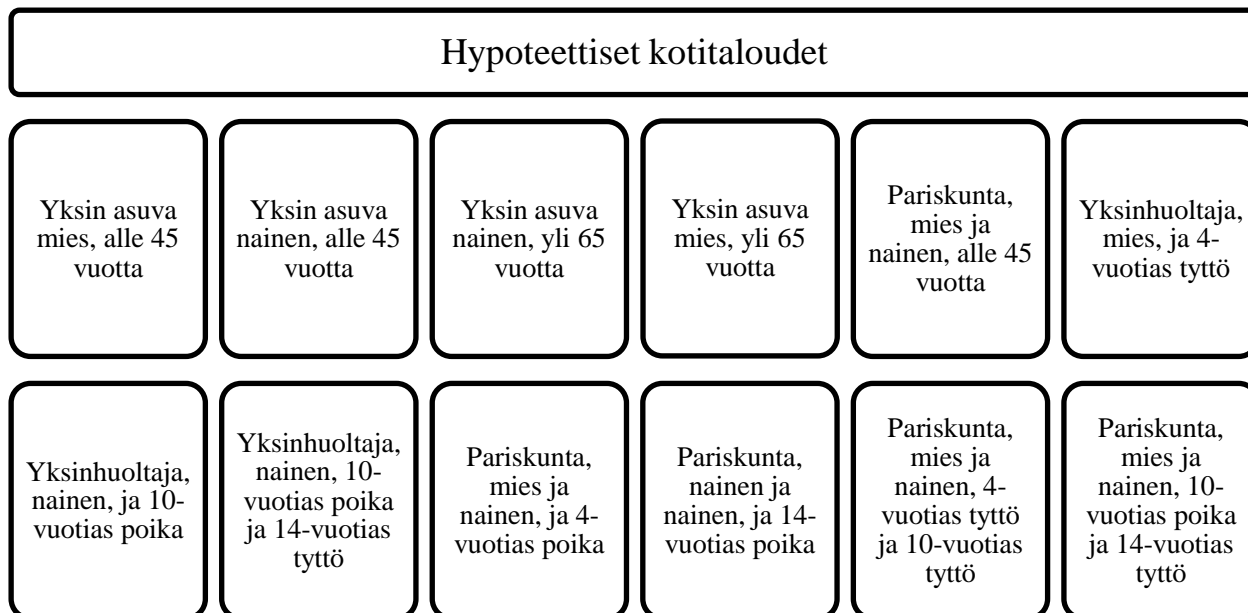 Hypoteettiset kotitaloudet
Yksin asuva
mies, alle 45
vuotta
Yksin asuva
nainen, alle 45
vuotta
Yksin asuva
nainen, yli 65
vuotta
Yksin asuva
mies, yli 65
vuotta
Pariskunta,
mies ja
nainen, alle 45
vuotta
Yksinhuoltaja,
mies, ja 4-
vuotias tyttö
Yksinhuoltaja,
nainen, ja 10-
vuotias poika
Yksinhuoltaja,
nainen, 10-
vuotias poika
ja 14-vuotias
tyttö
Pariskunta,
mies ja
nainen, ja 4-
vuotias poika
Pariskunta,
nainen ja
nainen, ja 14-
vuotias poika
Pariskunta,
mies ja
nainen, 4-
vuotias tyttö
ja 10-vuotias
tyttö
Pariskunta,
mies ja
nainen, 10-
vuotias poika
ja 14-vuotias
tyttö